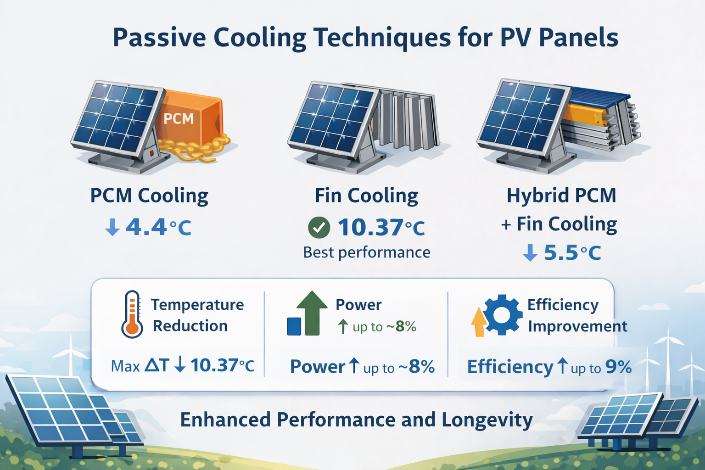 Passive Cooling Techniques for PV Panels
PCM
PCM Cooling
↓ 4.4°C
Fin Cooling
10.37°C
Best performance
Hybrid PCM
+ Fin Cooling
↓ 5.5°C
Temperature
Reduction
Max ΔT ↓ 10.37°C
Power
↑ up to ~8%
Power ↑ up to ~8%
Efficiency
Improvement
Efficiency ↑ up to 9%
Enhanced Performance and Longevity